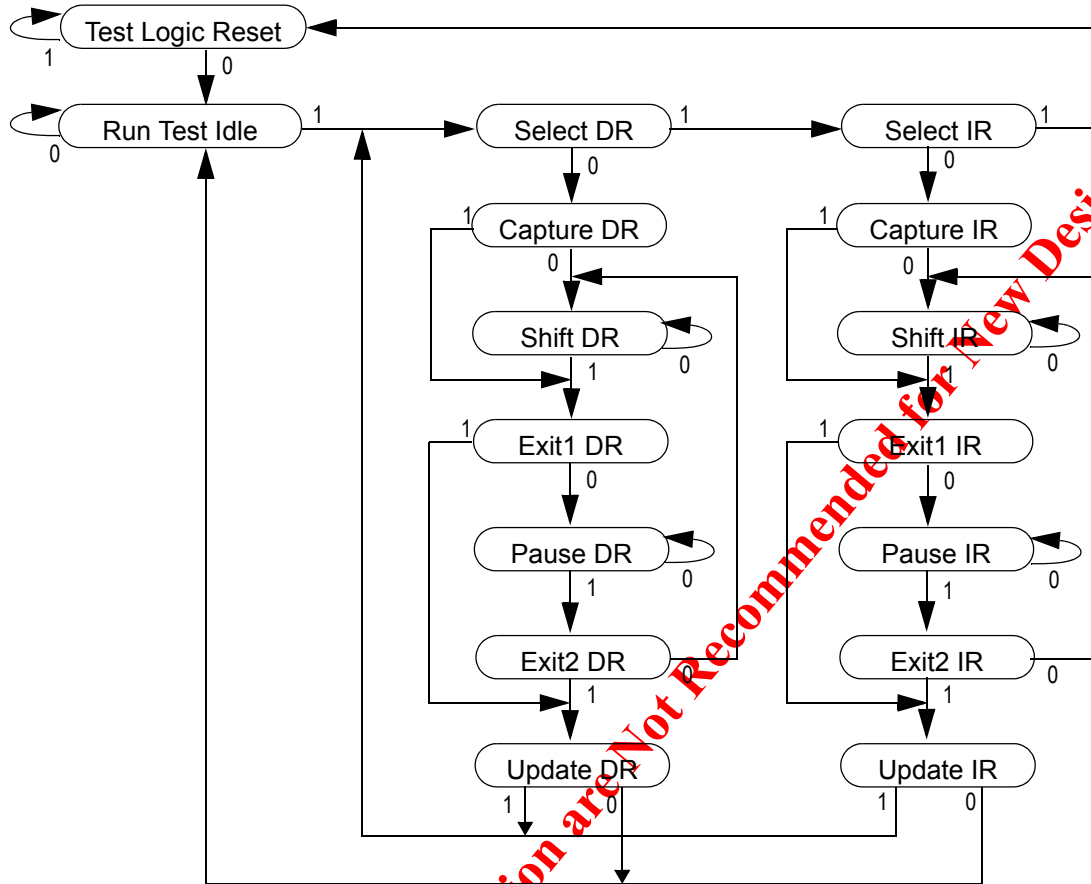 Test Logic Reset
1
0
Run Test Idle
0
1
Select DR
1
0
Select IR
1
0
1
Capture DR
0
1
Capture IR
0
Shift DR
0
1
Shift IR
0
1
1
Exit1 DR
0
1
Exit1 IR
0
Pause DR
0
1
Pause IR
0
1
Exit2 DR
0
1
Exit2 IR
0
1
Update DR
1
0
Update IR
1
0
ion are Not Recommended for New Desi